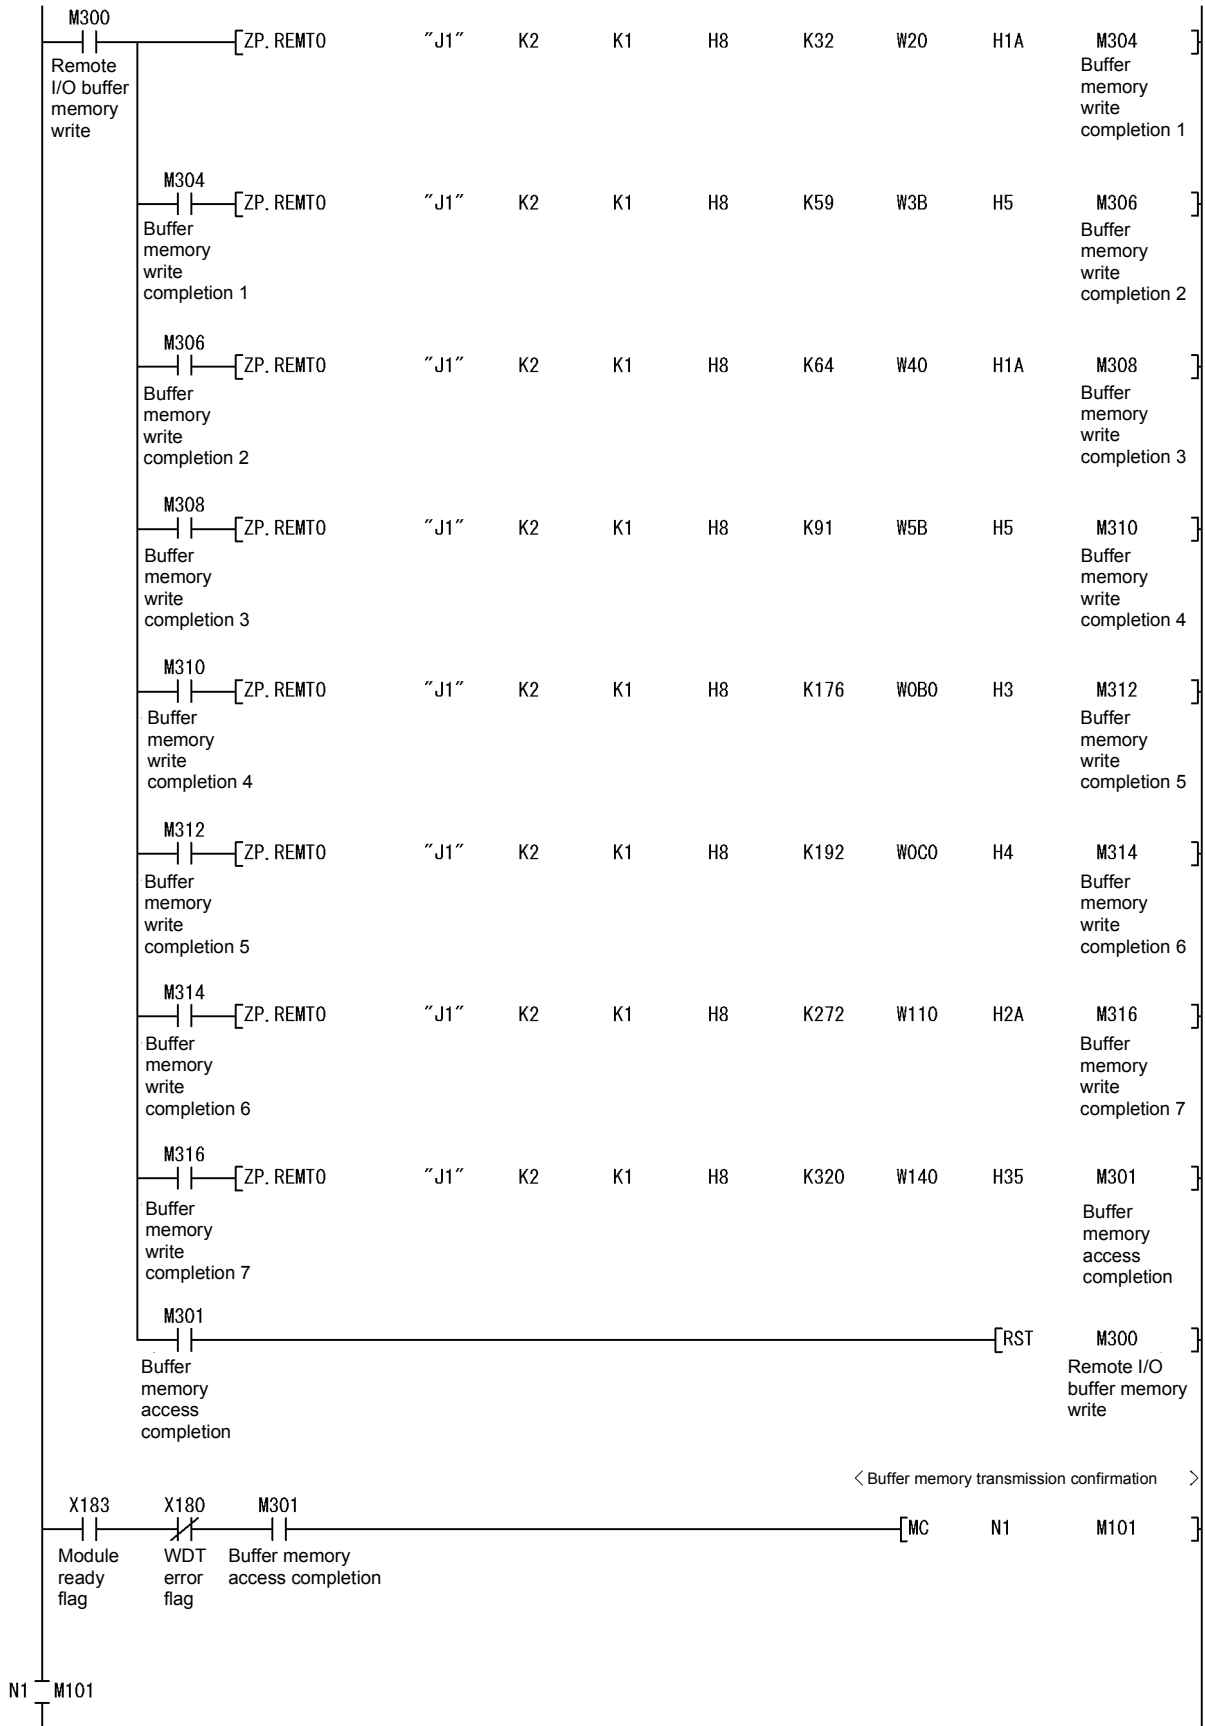 M300
[ZP.REMTO "J1" K2 K1 H8 K32 W20 H1A M304 ]
Remote
I/O buffer
memory
write
Buffer
memory
write
completion 1
M304
[ZP.REMTO "J1" K2 K1 H8 K59 W3B H5 M306 ]
Buffer
memory
write
completion 1
Buffer
memory
write
completion 2
M306
[ZP.REMTO "J1" K2 K1 H8 K64 W40 H1A M308 ]
Buffer
memory
write
completion 2
Buffer
memory
write
completion 3
M308
[ZP.REMTO "J1" K2 K1 H8 K91 W5B H5 M310 ]
Buffer
memory
write
completion 3
Buffer
memory
write
completion 4
M310
[ZP.REMTO "J1" K2 K1 H8 K176 W0B0 H3 M312 ]
Buffer
memory
write
completion 4
Buffer
memory
write
completion 5
M312
[ZP.REMTO "J1" K2 K1 H8 K192 W0C0 H4 M314 ]
Buffer
memory
write
completion 5
Buffer
memory
write
completion 6
M314
[ZP.REMTO "J1" K2 K1 H8 K272 W110 H2A M316 ]
Buffer
memory
write
completion 6
Buffer
memory
write
completion 7
M316
[ZP.REMTO "J1" K2 K1 H8 K320 W140 H35 M301 ]
Buffer
memory
write
completion 7
Buffer
memory
access
completion
M301
[RST M300 ]
Buffer
memory
access
completion
Remote I/O
buffer memory
write
< Buffer memory transmission confirmation >
X183 X180 M301
[MC N1 M101 ]
Module
ready
flag
WDT
error
flag
Buffer memory
access completion
N1 M101